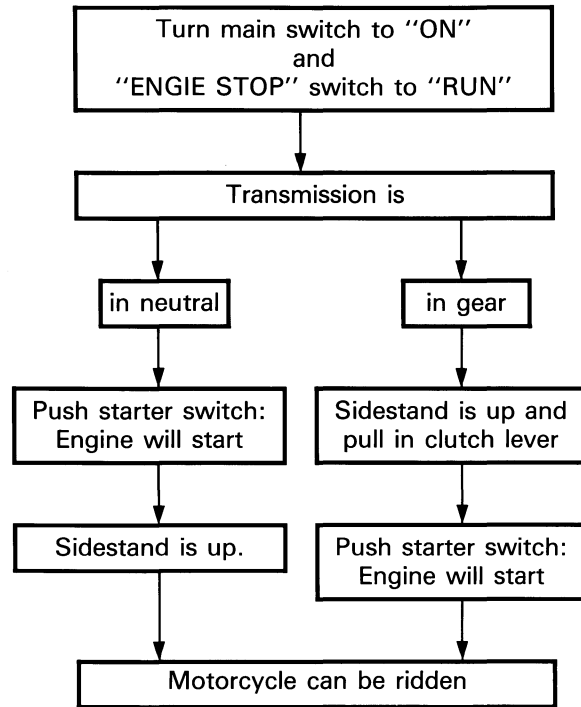 Turn main switch to “ON”
and
“ENGIE STOP” switch to “RUN”
Transmission is
in neutral
in gear
Push starter switch:
Engine will start
Sidestand is up and
pull in clutch lever
Sidestand is up.
Push starter switch:
Engine will start
Motorcycle can be ridden